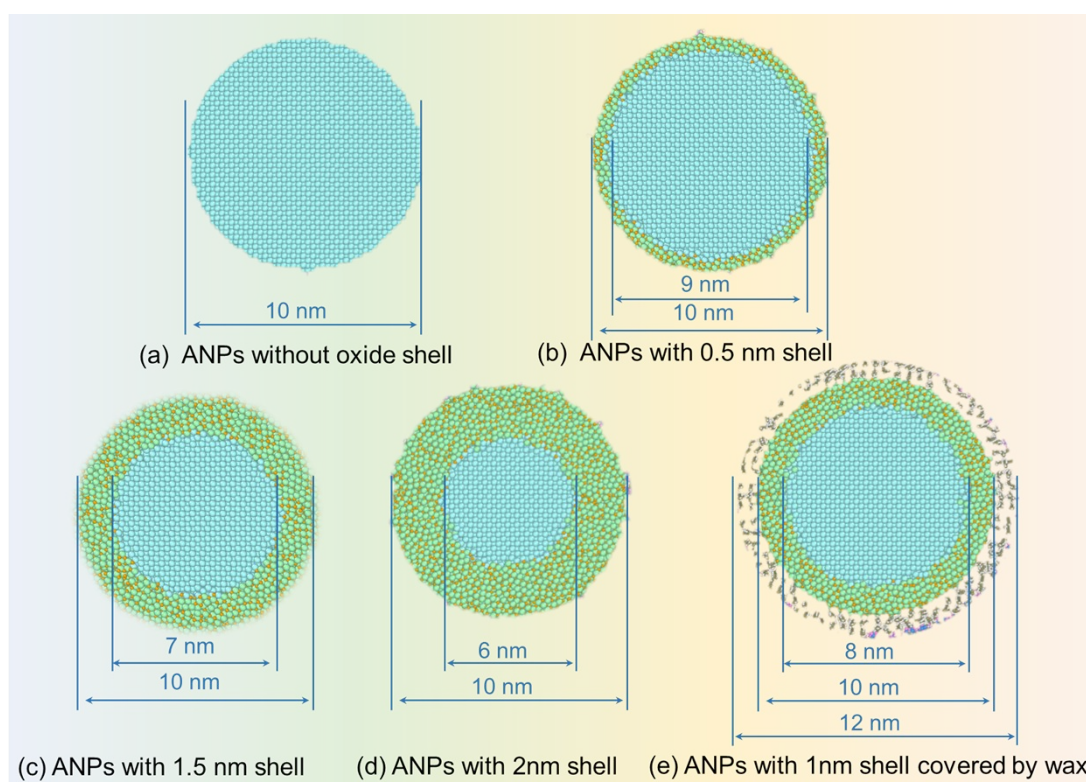 10 nm
(a) ANPs without oxide shell
9 nm
10 nm
(b) ANPs with 0.5 nm shell
7 nm
10 nm
(c) ANPs with 1.5 nm shell
6 nm
10 nm
(d) ANPs with 2nm shell
8 nm
10 nm
12 nm
(e) ANPs with 1nm shell covered by wax